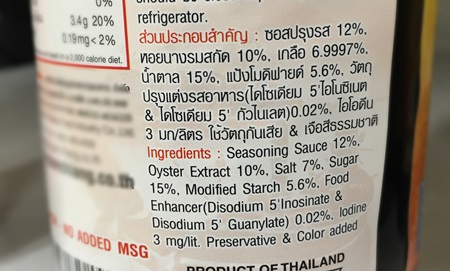 0%
3.4g 20%
0.19mg < 2%
2,000 calorie diet.
refrigerator.
ส่วนประกอบสำคัญ : ซอสปรุงรส 12%,
หอยนางรมสกัด 10%, เกลือ 6.9997%,
น้ำตาล 15%, แป้งโมดิฟายด์ 5.6%, วัตถุ
ปรุงแต่งรสอาหาร(ไดโซเดียม 5'ไอโนซิเนต
& ไดโซเดียม 5' กัวไนเลต)0.02%, ไอโอดีน
3 มก/ลิตร ใช้วัตถุกันเสีย & เจือสีธรรมชาติ
Ingredients : Seasoning Sauce 12%,
Oyster Extract 10%, Salt 7%, Sugar
15%, Modified Starch 5.6%, Food
Enhancer(Disodium 5'Inosinate &
Disodium 5' Guanylate) 0.02%, Iodine
3 mg/lit. Preservative & Color added
NO ADDED MSG
PRODUCT OF THAILAND